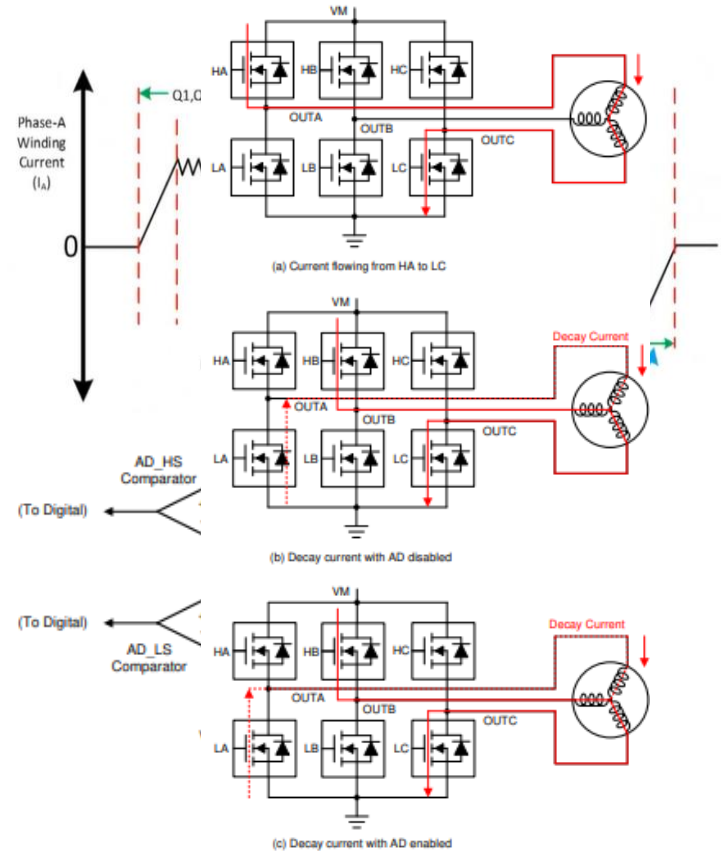 VM
HA
HB
HC
OUTA
OUTB
OUTC
LA
LB
LC
(a) Current flowing from HA to LC
Phase-A
Winding
Current
(IA)
0
Q1,
VM
Decay Current
HA
HB
HC
OUTA
OUTB
OUTC
LA
LB
LC
(b) Decay current with AD disabled
AD_HS
Comparator
(To Digital)
VM
Decay Current
(To Digital)
AD_LS
Comparator
HA
HB
HC
OUTA
OUTB
OUTC
LA
LB
LC
(c) Decay current with AD enabled